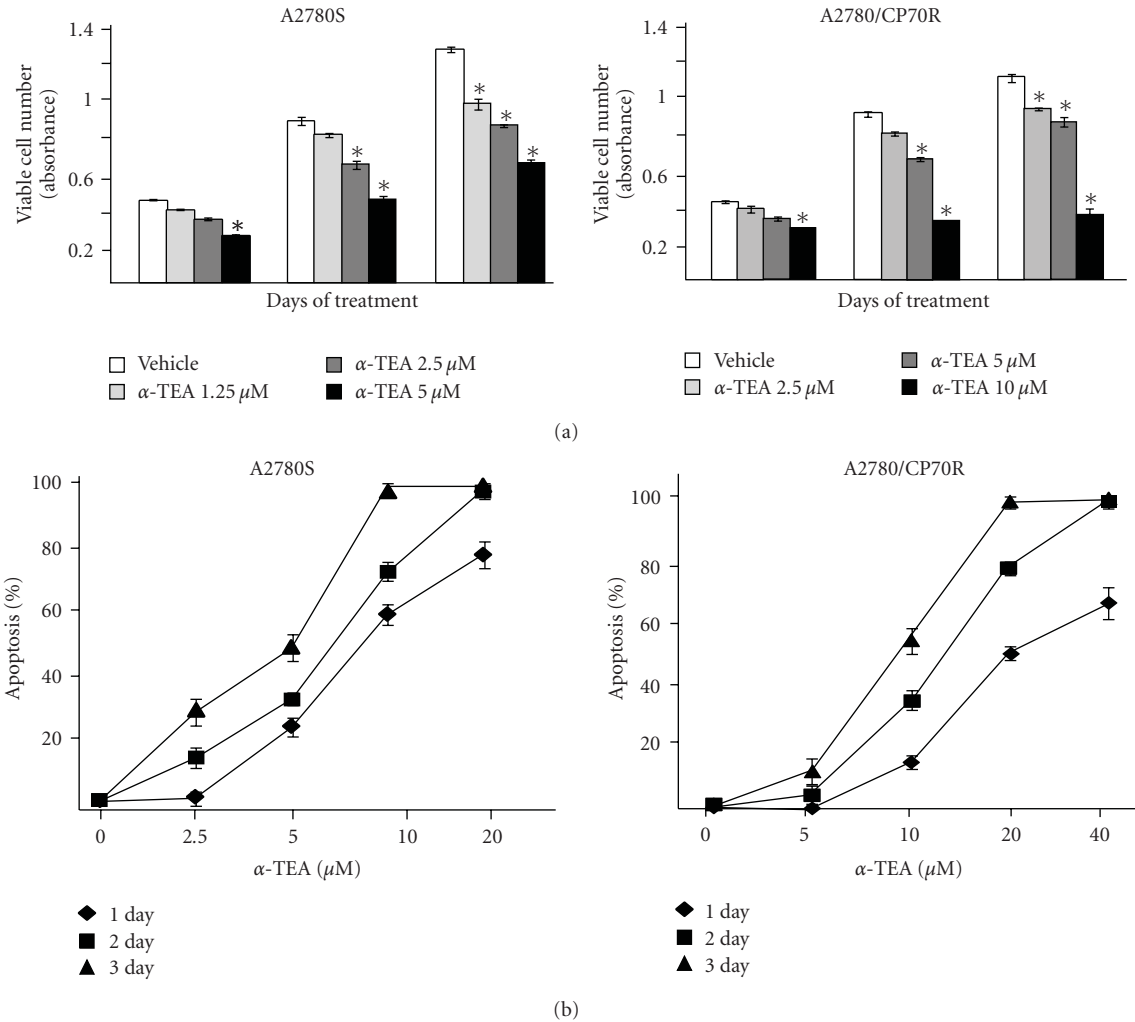 A2780S
Viable cell number
(absorbance)
1.4
1
0.6
0.2
* * * * * * *
Days of treatment
Vehicle
α-TEA 1.25 μM
α-TEA 2.5 μM
α-TEA 5 μM
A2780/CP70R
Viable cell number
(absorbance)
1.4
1
0.6
0.2
* * * * * *
Days of treatment
Vehicle
α-TEA 2.5 μM
α-TEA 5 μM
α-TEA 10 μM
(a)
A2780S
Apoptosis (%)
100
80
60
40
20
0 2.5 5 10 20
α-TEA (μM)
1 day
2 day
3 day
A2780/CP70R
Apoptosis (%)
100
80
60
40
20
0 5 10 20 40
α-TEA (μM)
1 day
2 day
3 day
(b)